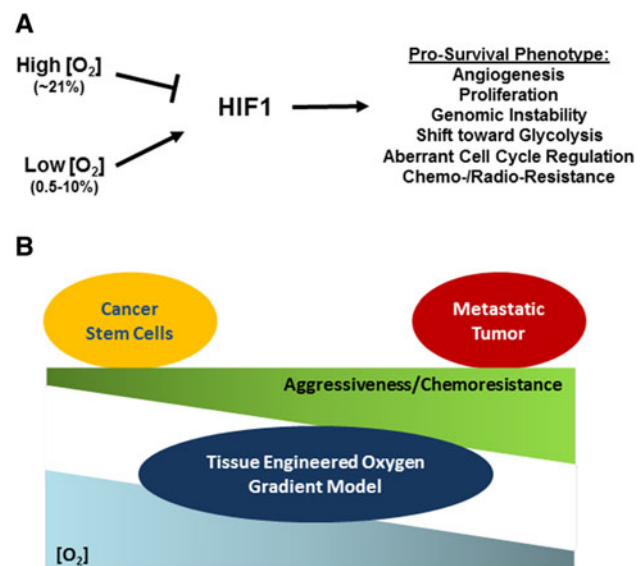 A
High [O₂]
(~21%)
Low [O₂]
(0.5-10%)
HIF1
Pro-Survival Phenotype:
Angiogenesis
Proliferation
Genomic Instability
Shift toward Glycolysis
Aberrant Cell Cycle Regulation
Chemo-/Radio-Resistance
B
Cancer
Stem Cells
Metastatic
Tumor
Aggressiveness/Chemoresistance
Tissue Engineered Oxygen
Gradient Model
[O₂]